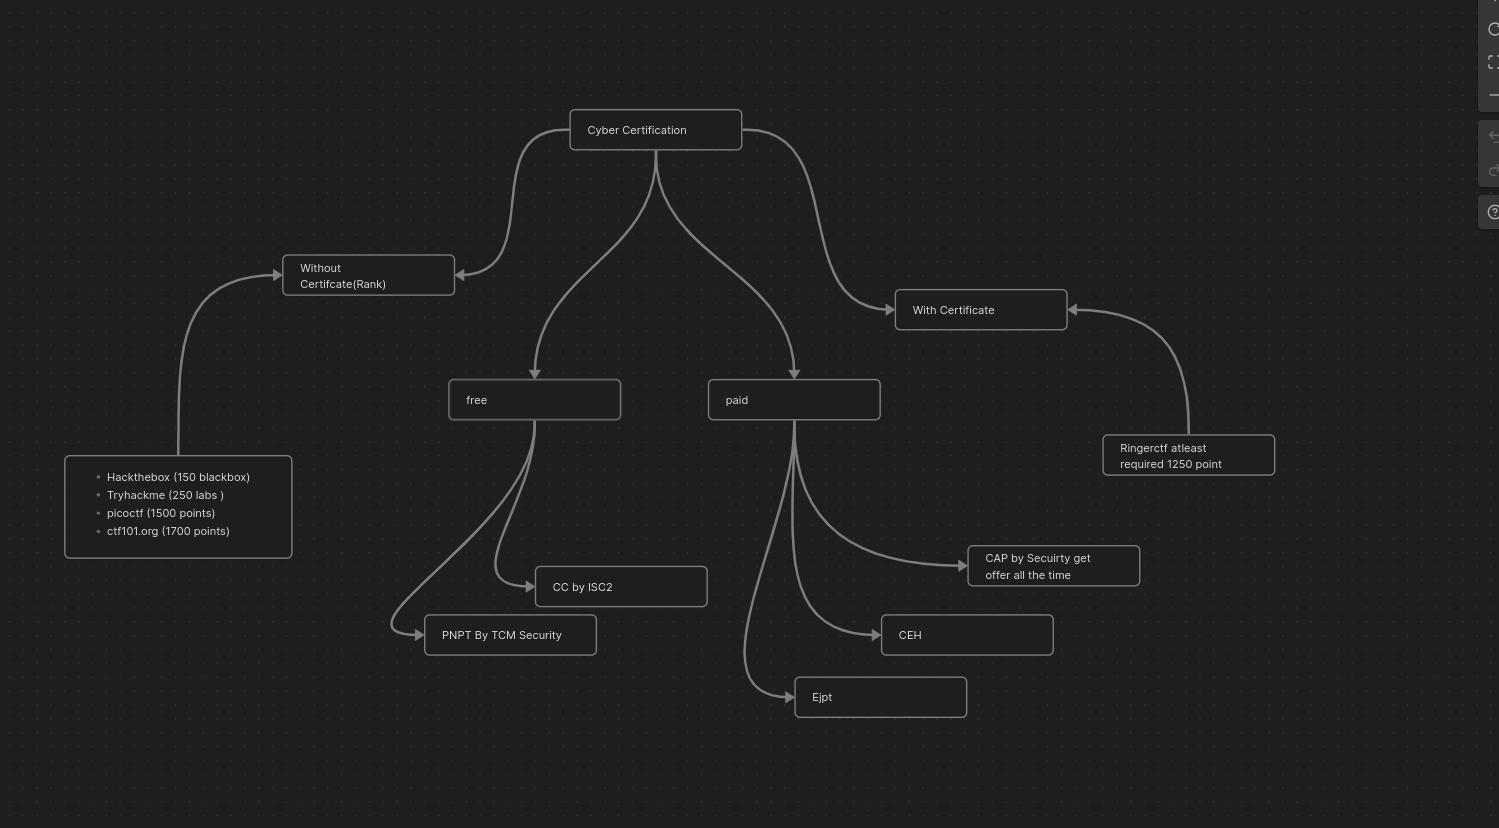 Cyber Certification
Without
Certifcate(Rank)
With Certificate
free
paid
Ringerctf atleast
required 1250 point
Hackthebox (150 blackbox)
Tryhackme (250 labs )
picoctf (1500 points)
ctf101.org (1700 points)
CAP by Secuirty get
offer all the time
CC by ISC2
PNPT By TCM Security
CEH
Ejpt